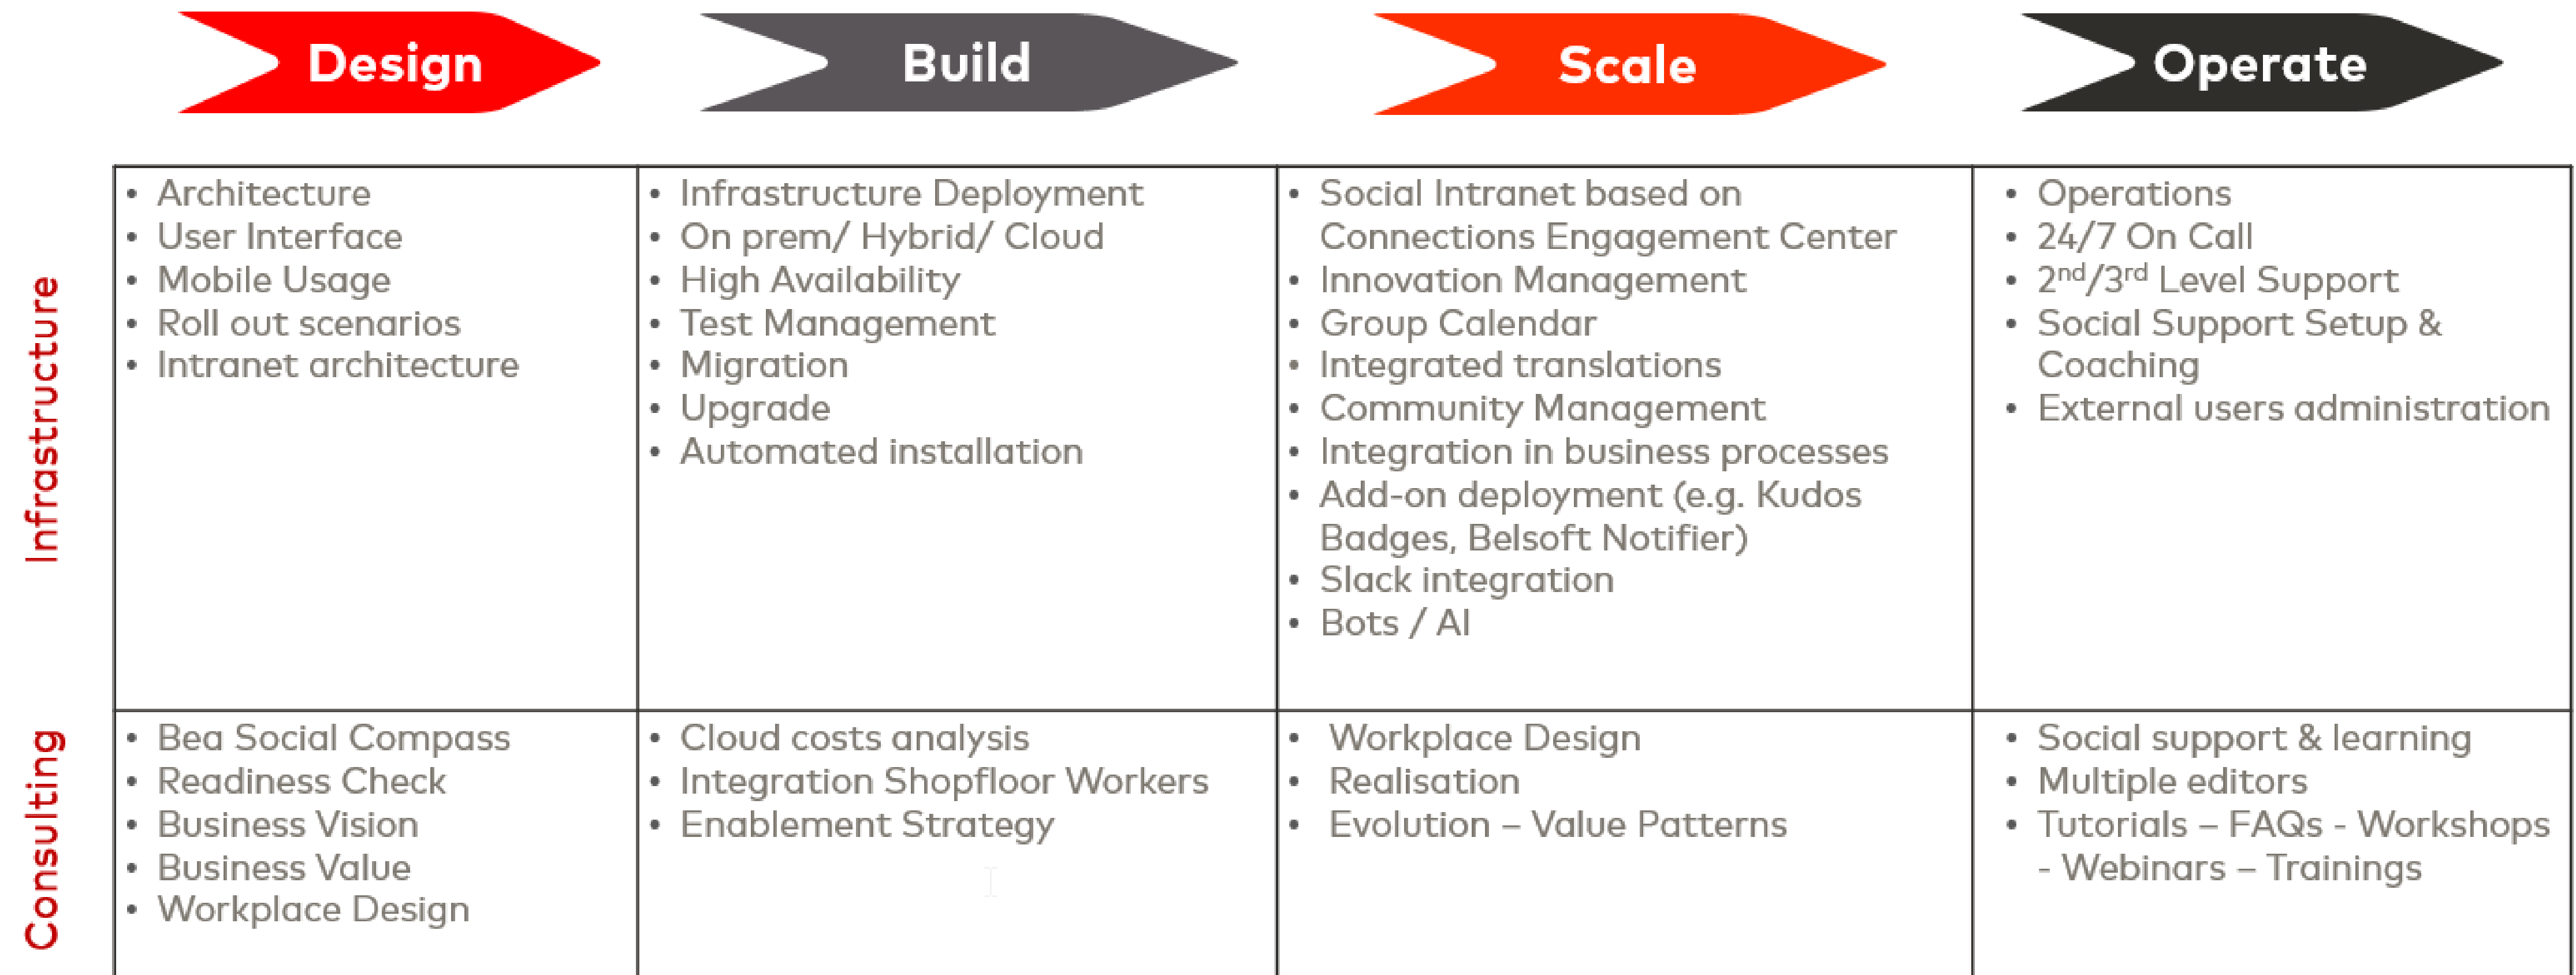 Design
Build
Scale
Operate
Infrastructure
• Architecture
• User Interface
• Mobile Usage
• Roll out scenarios
• Intranet architecture
• Infrastructure Deployment
• On prem/ Hybrid/ Cloud
• High Availability
• Test Management
• Migration
• Upgrade
• Automated installation
• Social Intranet based on
Connections Engagement Center
• Innovation Management
• Group Calendar
• Integrated translations
• Community Management
• Integration in business processes
• Add-on deployment (e.g. Kudos
Badges, Belsoft Notifier)
• Slack integration
• Bots / AI
• Operations
• 24/7 On Call
• 2nd/3rd Level Support
• Social Support Setup &
Coaching
• External users administration
Consulting
• Bea Social Compass
• Readiness Check
• Business Vision
• Business Value
• Workplace Design
• Cloud costs analysis
• Integration Shopfloor Workers
• Enablement Strategy
• Workplace Design
• Realisation
• Evolution – Value Patterns
• Social support & learning
• Multiple editors
• Tutorials – FAQs - Workshops
- Webinars – Trainings